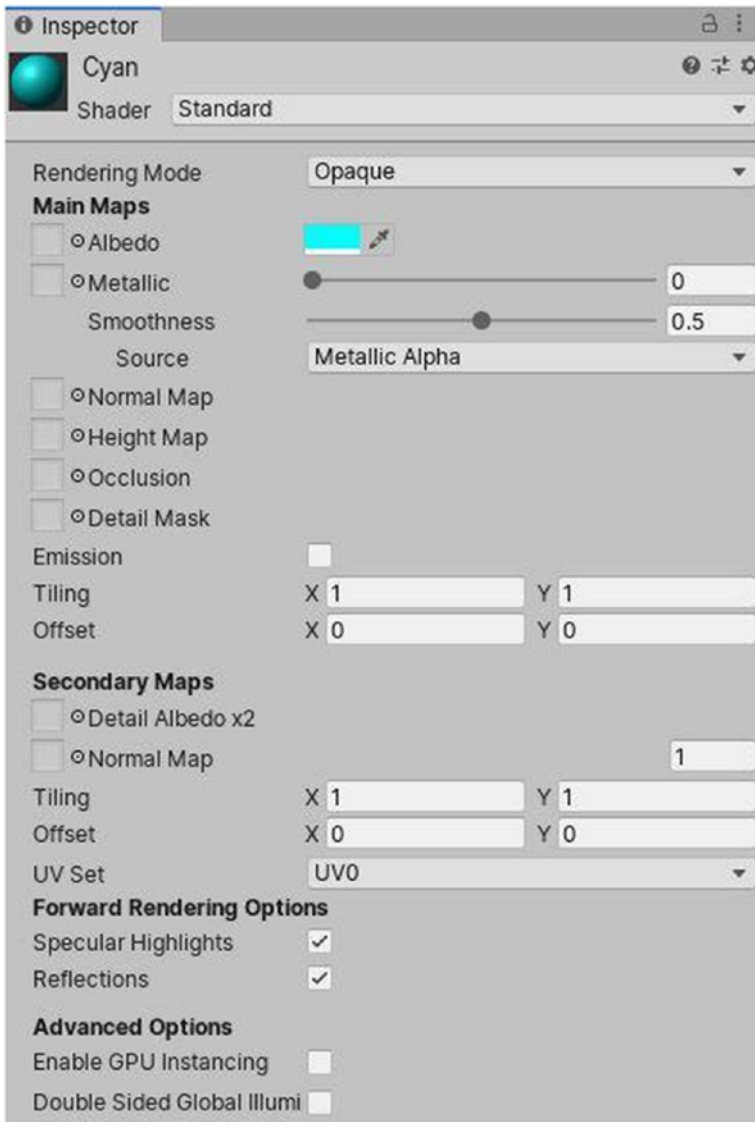 Inspector
Cyan
Shader Standard
Rendering Mode Opaque
Main Maps
Albedo
Metallic 0
Smoothness 0.5
Source Metallic Alpha
Normal Map
Height Map
Occlusion
Detail Mask
Emission
Tiling X 1 Y 1
Offset X 0 Y 0
Secondary Maps
Detail Albedo x2
Normal Map 1
Tiling X 1 Y 1
Offset X 0 Y 0
UV Set UV0
Forward Rendering Options
Specular Highlights
Reflections
Advanced Options
Enable GPU Instancing
Double Sided Global Illumi